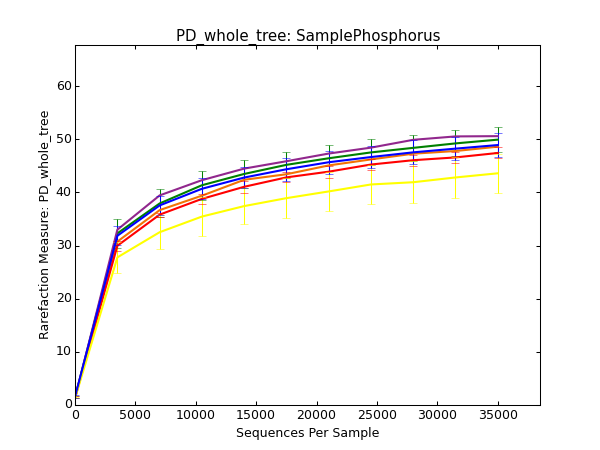 PD_whole_tree: SamplePhosphorus
Rarefaction Measure: PD_whole_tree
60
50
40
30
20
10
0
0 5000 10000 15000 20000 25000 30000 35000
Sequences Per Sample